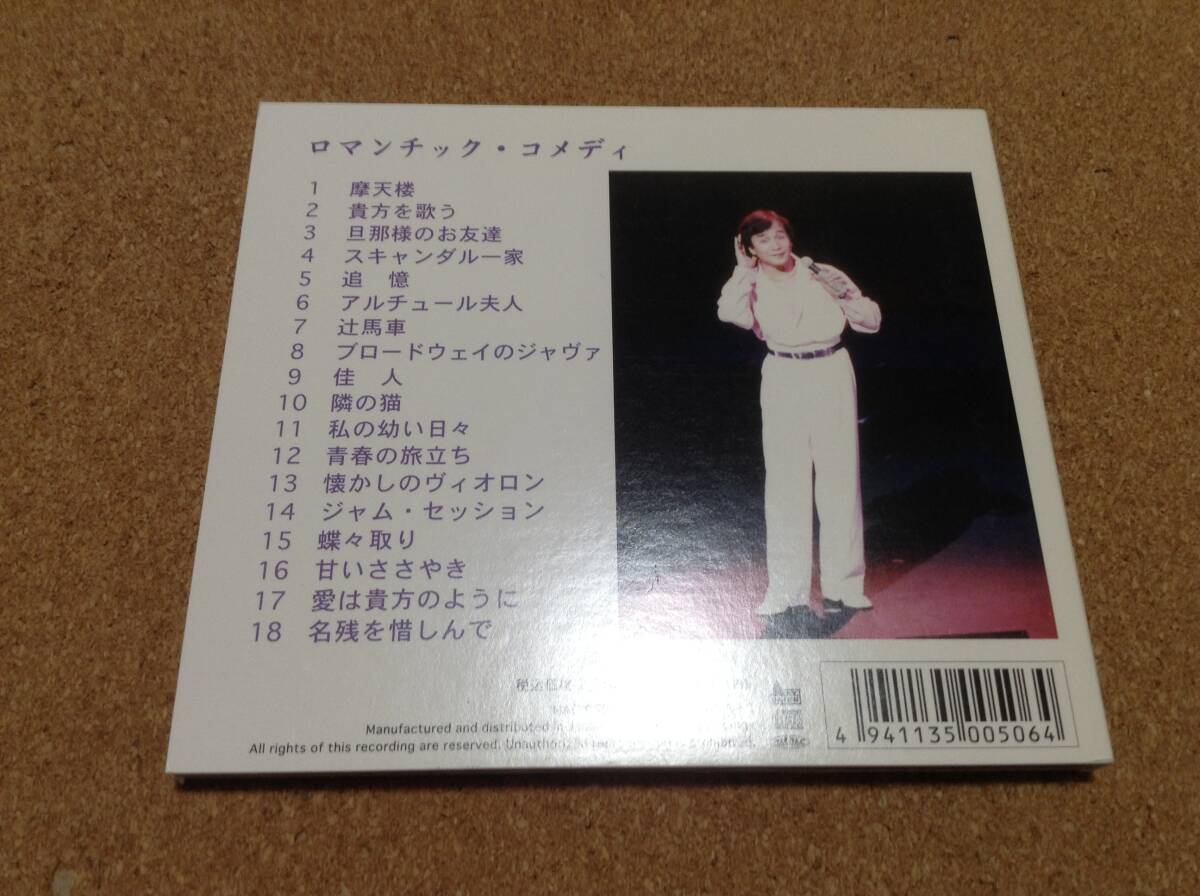 ロマンチック・コメディ
1 摩天楼
2 貴方を歌う
3 旦那様のお友達
4 スキャンダル一家
5 追 憶
6 アルチュール夫人
7 辻馬車
8 ブロードウェイのジャヴァ
9 佳 人
10 隣の猫
11 私の幼い日々
12 青春の旅立ち
13 懐かしのヴィオロン
14 ジャム・セッション
15 蝶々取り
16 甘いささやき
17 愛は貴方のように
18 名残を惜しんで
税込価格
Manufactured and distributed
All rights of this recording are reserved.
4 941135 005064